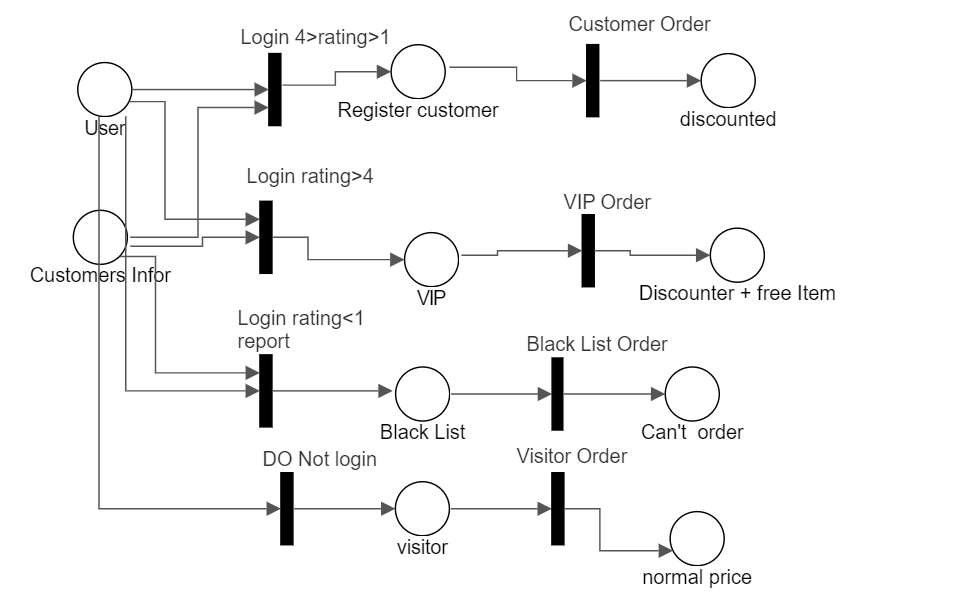 Customer Order
Login 4>rating>1
Register customer
discounted
User
Login rating>4
VIP Order
Customers Infor
VIP
Discounter + free Item
Login rating<1
report
Black List Order
Black List
Can't  order
DO Not login
Visitor Order
visitor
normal price